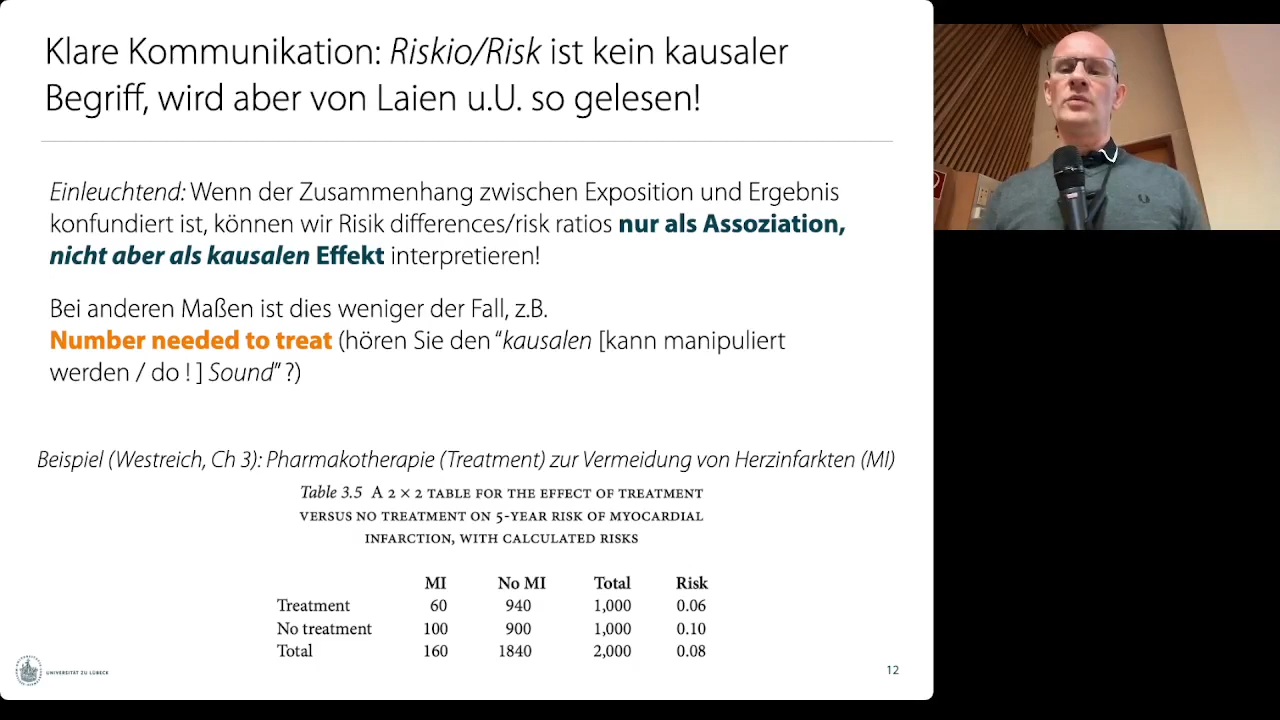 Klare Kommunikation: Riskio/Risk ist kein kausaler
Begriff, wird aber von Laien u.U. so gelesen!
Einleuchtend: Wenn der Zusammenhang zwischen Exposition und Ergebnis
konfundiert ist, können wir Risik differences/risk ratios nur als Assoziation,
nicht aber als kausalen Effekt interpretieren!
Bei anderen Maßen ist dies weniger der Fall, z.B.
Number needed to treat (hören Sie den “kausalen [kann manipuliert
werden / do ! ] Sound” ?)
Beispiel (Westreich, Ch 3): Pharmakotherapie (Treatment) zur Vermeidung von Herzinfarkten (MI)
Table 3.5 A 2 × 2 TABLE FOR THE EFFECT OF TREATMENT
VERSUS NO TREATMENT ON 5-YEAR RISK OF MYOCARDIAL
INFARCTION, WITH CALCULATED RISKS
MI No MI Total Risk
Treatment 60 940 1,000 0.06
No treatment 100 900 1,000 0.10
Total 160 1840 2,000 0.08
UNIVERSITÄT ZU LÜBECK
12